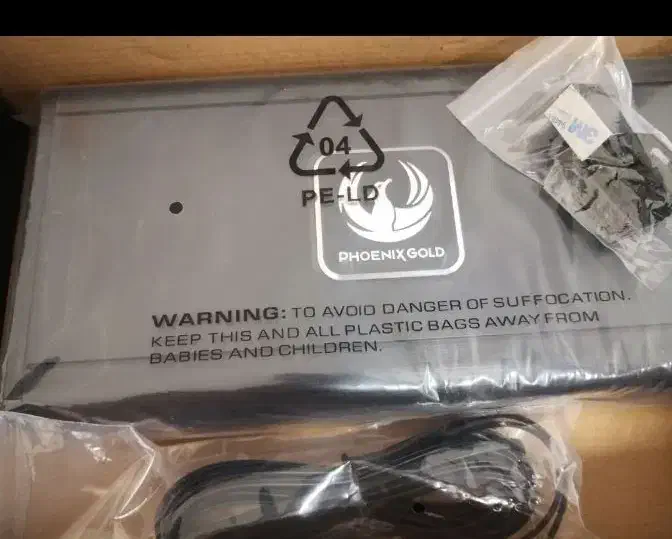 04
PE-LD
PHOENIX GOLD
WARNING: TO AVOID DANGER OF SUFFOCATION.
KEEP THIS AND ALL PLASTIC BAGS AWAY FROM
BABIES AND CHILDREN.